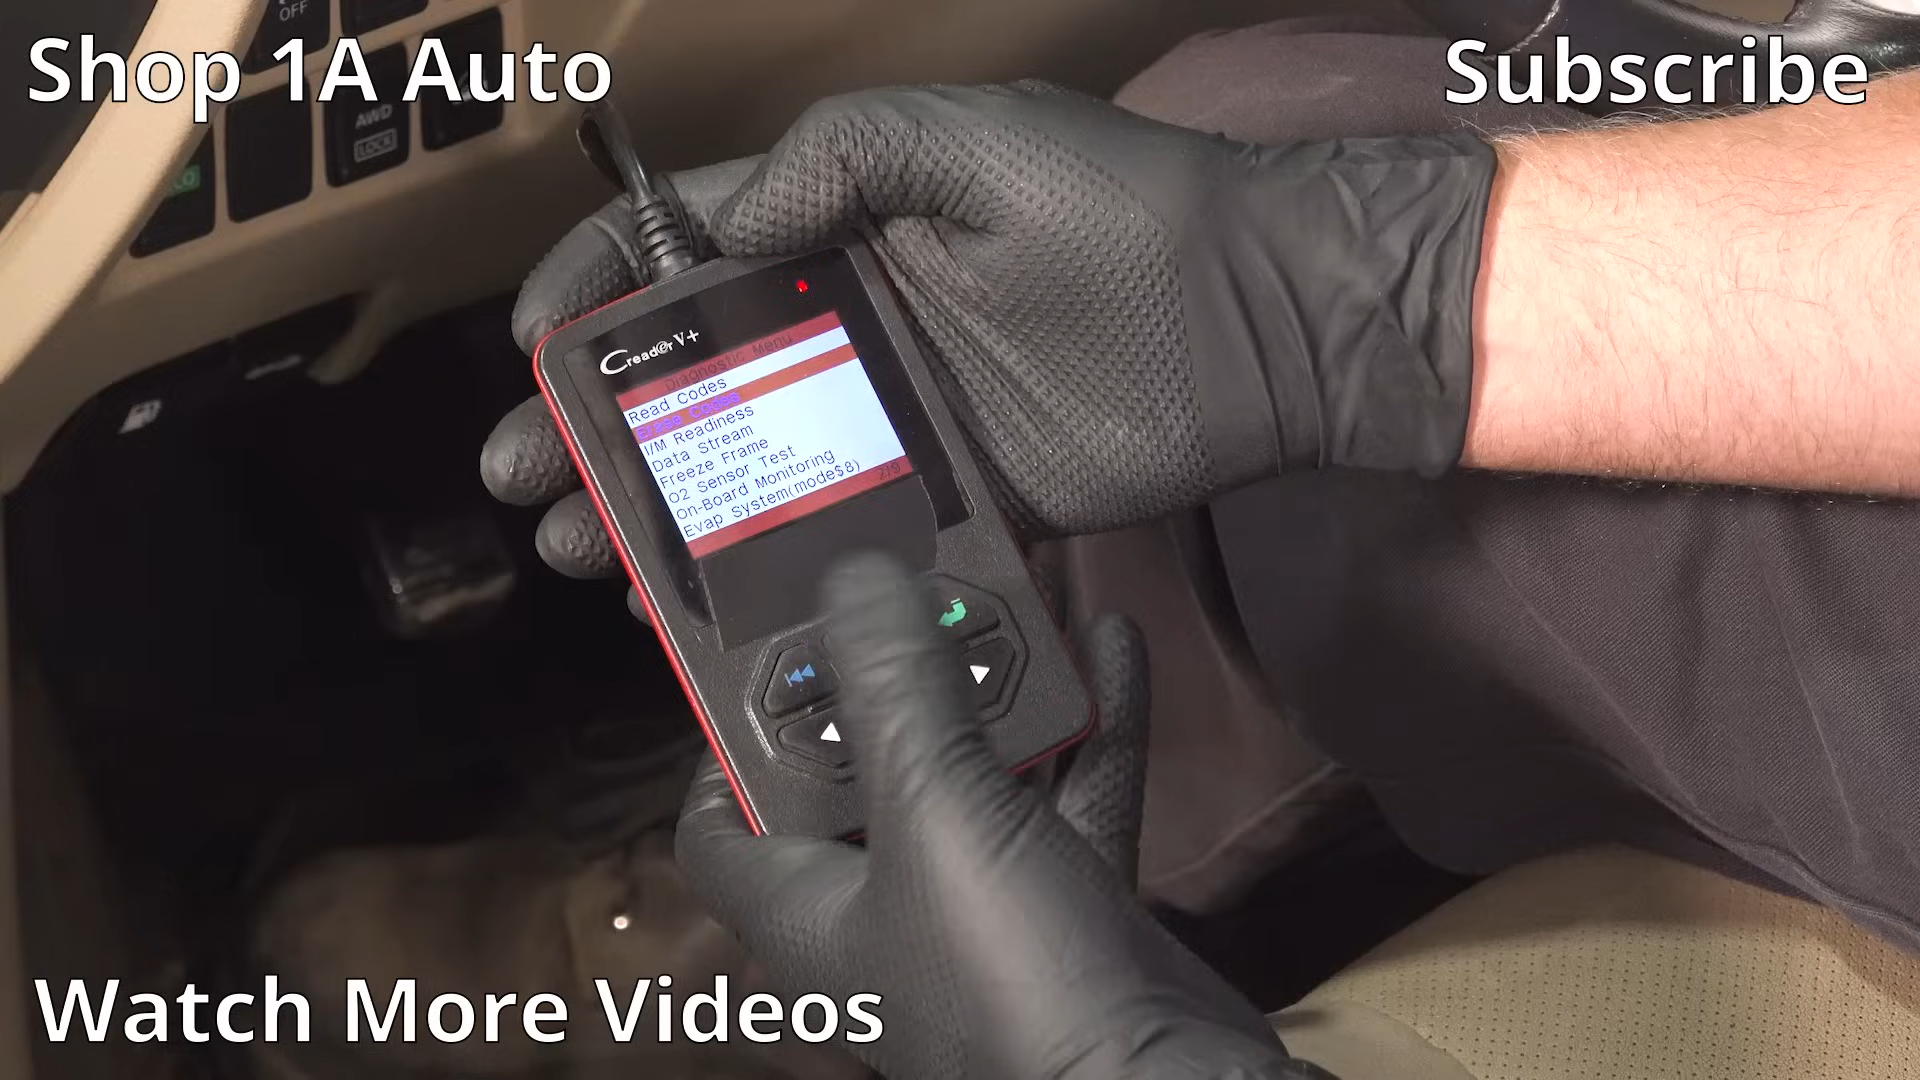 OFF
Shop 1A Auto
Subscribe
AWD
LOCK
Creader V+
Diagnostic Menu
Read Codes
Erase Codes
I/M Readiness
Data Stream
Freeze Frame
O2 Sensor Test
On-Board Monitoring
Evap System(mode$8)
2/9
Watch More Videos